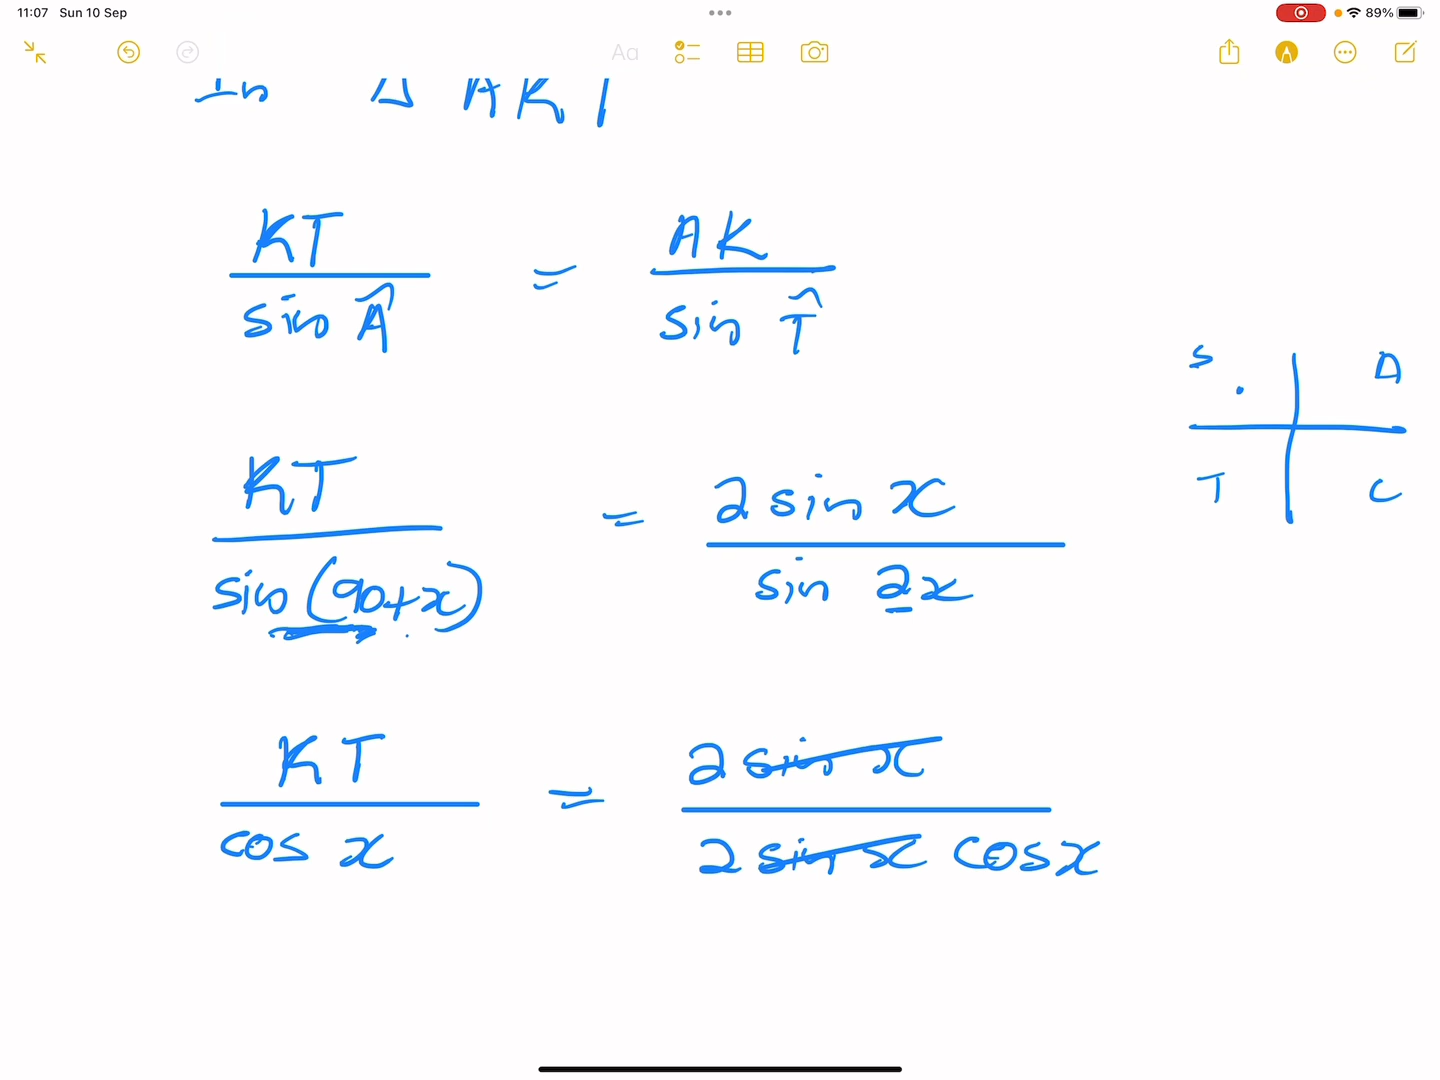 11:07 Sun 10 Sep
89%
Aa
In Δ AKT
KT / sin Â = AK / sin T̂
S A
T C
KT / sin (90+x) = 2 sin x / sin 2x
KT / cos x = 2 sin x / 2 sin x cos x